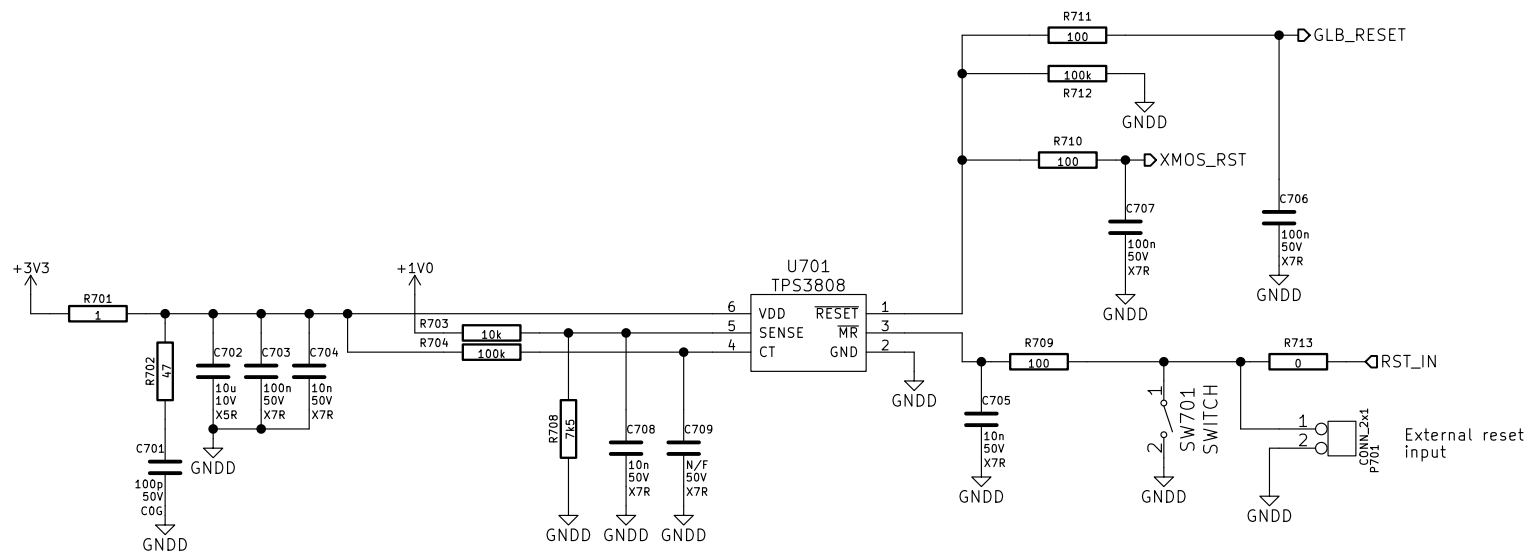 R711
100
GLB_RESET
100k
R712
GNDD
R710
100
XMOS_RST
C706
100n
50V
X7R
GNDD
C707
100n
50V
X7R
GNDD
+3V3
R701
1
R702
47
C701
100p
50V
C0G
GNDD
C702
10u
10V
X5R
C703
100n
50V
X7R
C704
10n
50V
X7R
GNDD
+1V0
R703
10k
R704
100k
R708
7k5
GNDD
C708
10n
50V
X7R
GNDD
C709
N/F
50V
X7R
GNDD
U701
TPS3808
6 VDD RESET 1
5 SENSE MR 3
4 CT GND 2
GNDD
C705
10n
50V
X7R
GNDD
R709
100
1
2
SW701
SWITCH
GNDD
R713
0
RST_IN
1
2
CONN_2x1
P701
GNDD
External reset
input